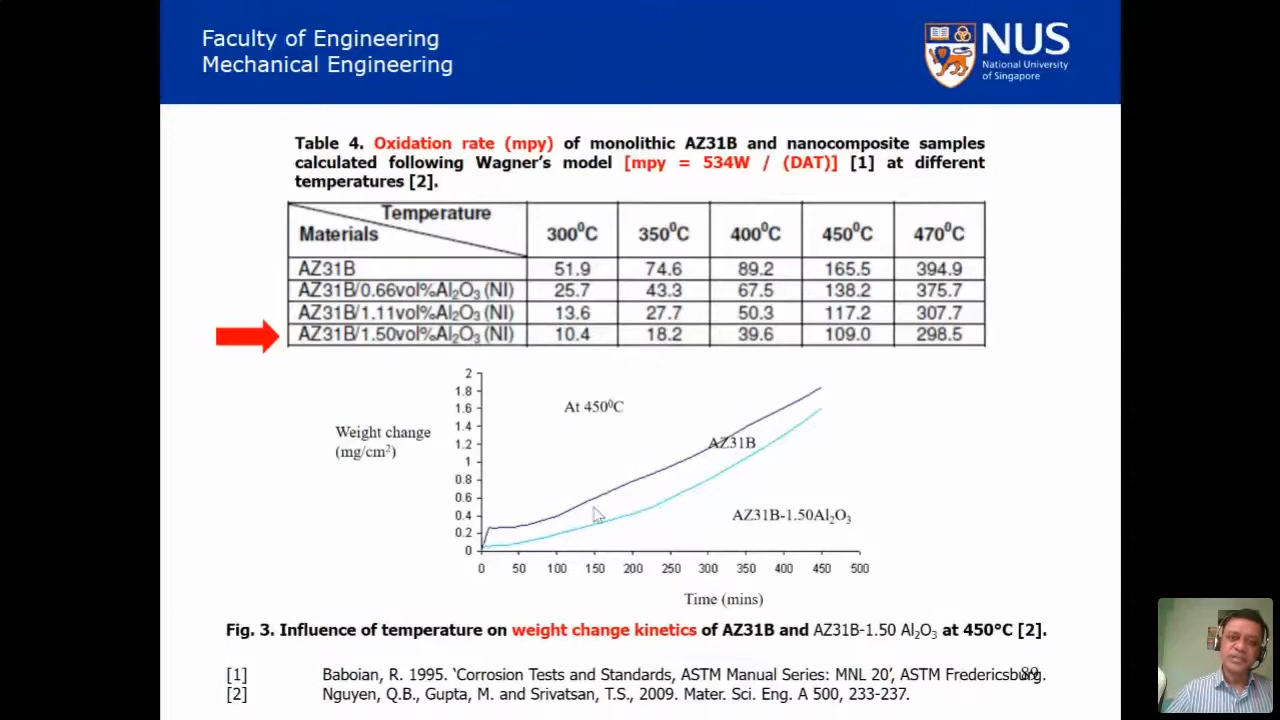 Faculty of Engineering
Mechanical Engineering
NUS
National University
of Singapore
Table 4. Oxidation rate (mpy) of monolithic AZ31B and nanocomposite samples
calculated following Wagner's model [mpy = 534W / (DAT)] [1] at different
temperatures [2].
Temperature
Materials 300⁰C 350⁰C 400⁰C 450⁰C 470⁰C
AZ31B 51.9 74.6 89.2 165.5 394.9
AZ31B/0.66vol%Al₂O₃ (NI) 25.7 43.3 67.5 138.2 375.7
AZ31B/1.11vol%Al₂O₃ (NI) 13.6 27.7 50.3 117.2 307.7
AZ31B/1.50vol%Al₂O₃ (NI) 10.4 18.2 39.6 109.0 298.5
Weight change
(mg/cm²)
2
1.8
1.6
1.4
1.2
1
0.8
0.6
0.4
0.2
0
At 450⁰C
AZ31B
AZ31B-1.50Al₂O₃
0 50 100 150 200 250 300 350 400 450 500
Time (mins)
Fig. 3. Influence of temperature on weight change kinetics of AZ31B and AZ31B-1.50 Al₂O₃ at 450°C [2].
[1] Baboian, R. 1995. ‘Corrosion Tests and Standards, ASTM Manual Series: MNL 20’, ASTM Fredericsburg.
89
[2] Nguyen, Q.B., Gupta, M. and Srivatsan, T.S., 2009. Mater. Sci. Eng. A 500, 233-237.